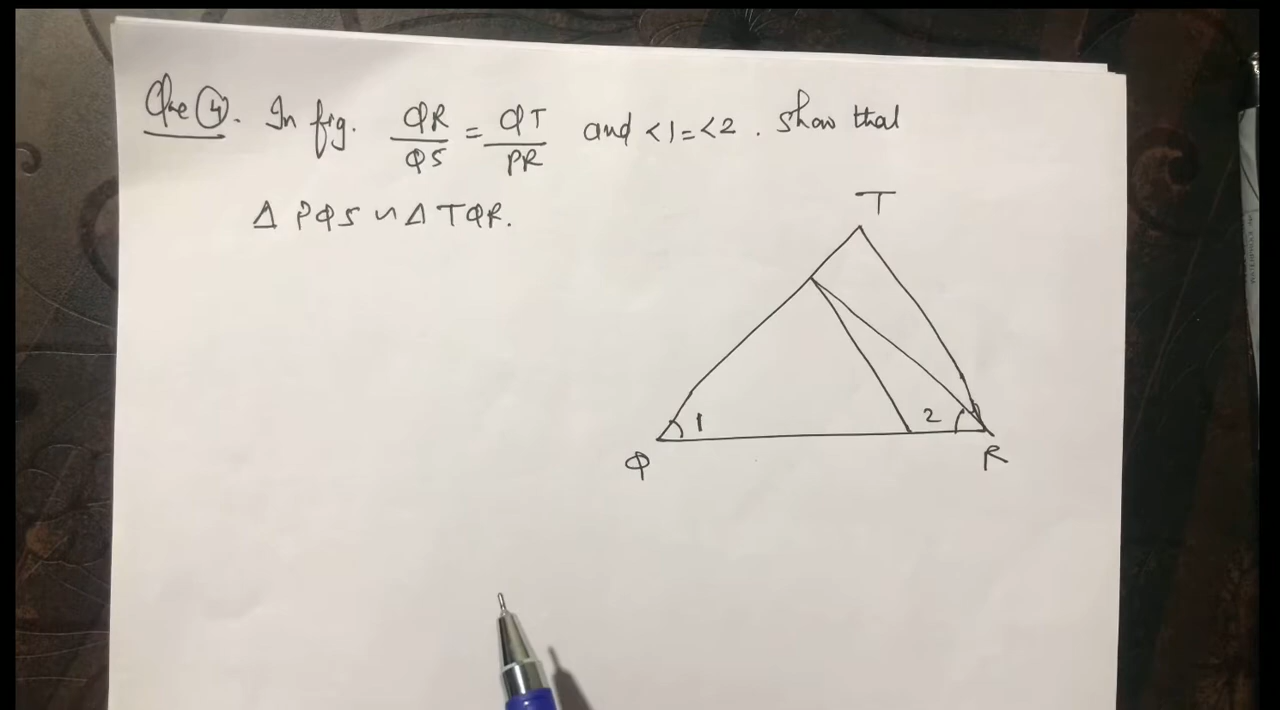 Que 4. In fig. QR/QS = QT/PR and <1=<2. Show that
Δ PQS ~ Δ TQR.
T
1
2
Q
R